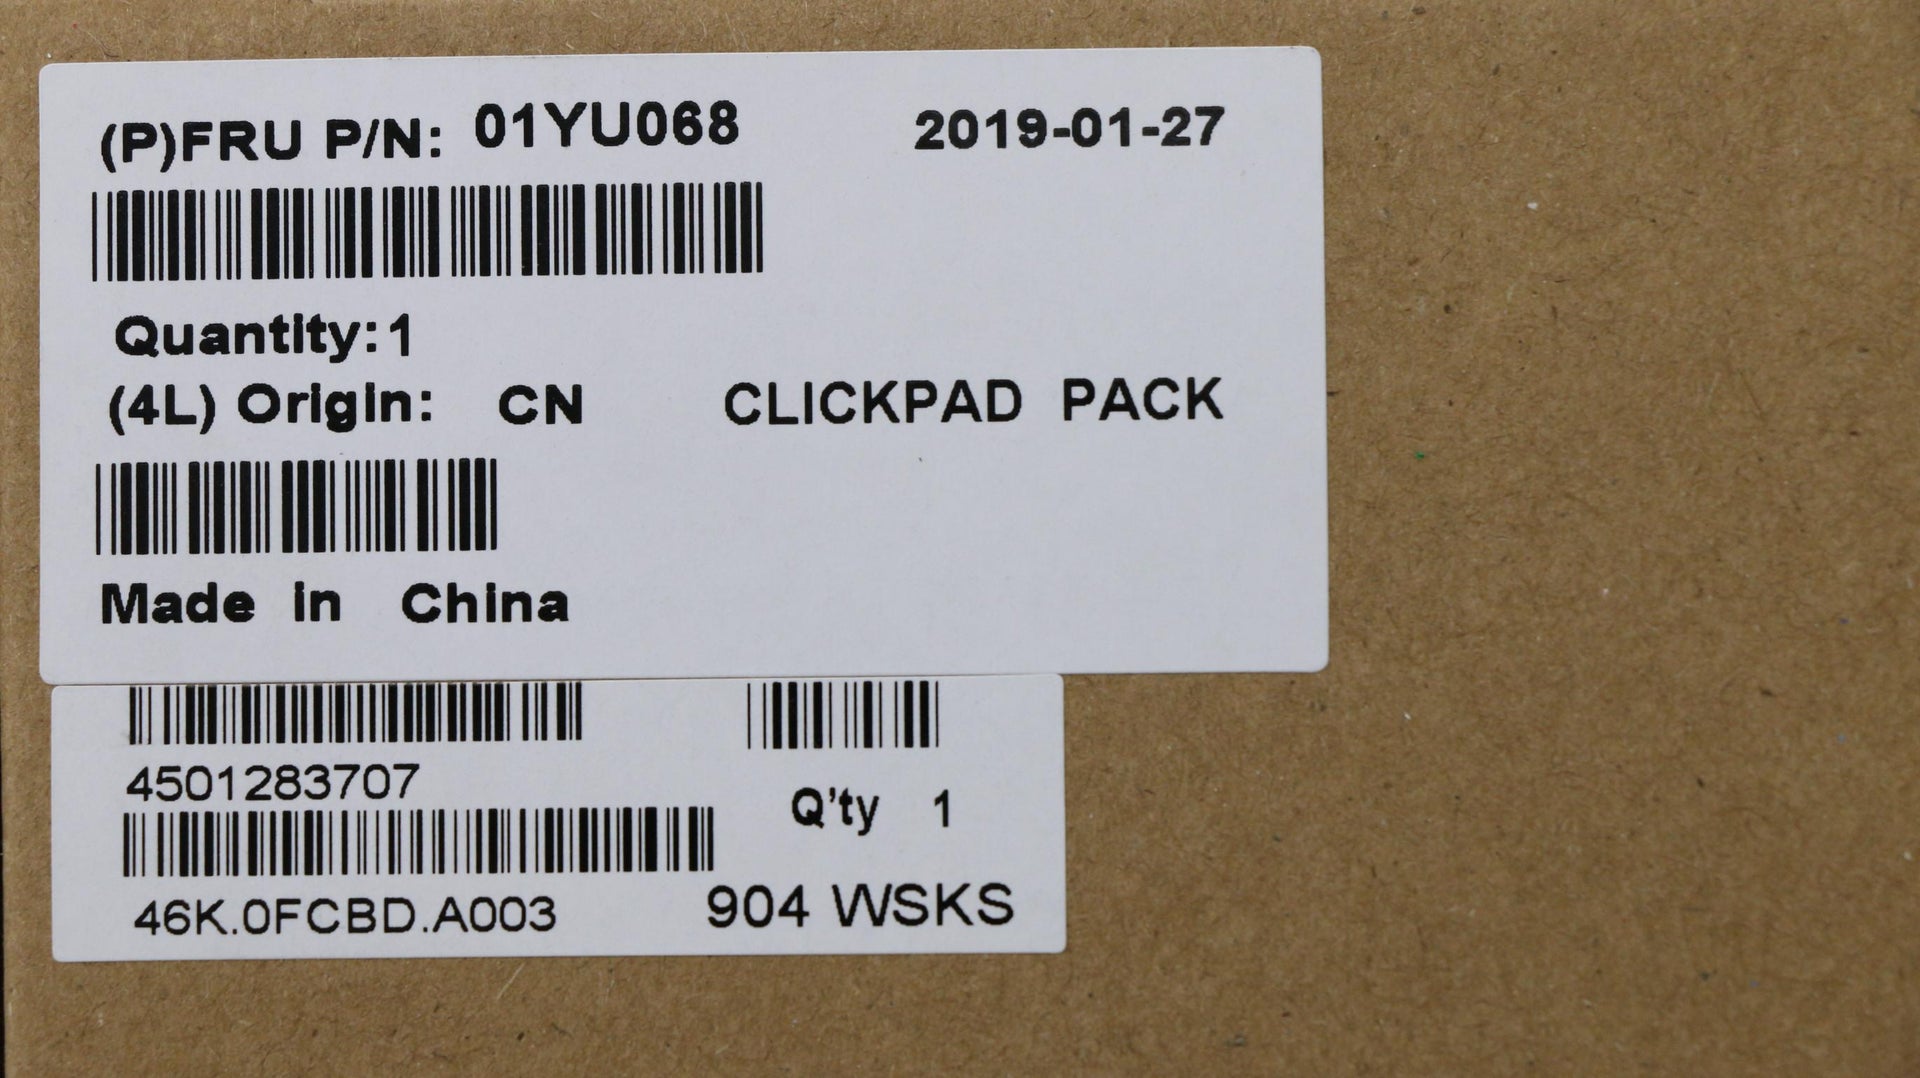 (P)FRU P/N: 01YU068 2019-01-27
Quantity:1
(4L) Origin: CN CLICKPAD PACK
Made in China
4501283707
Q'ty 1
46K.0FCBD.A003 904 WSKS